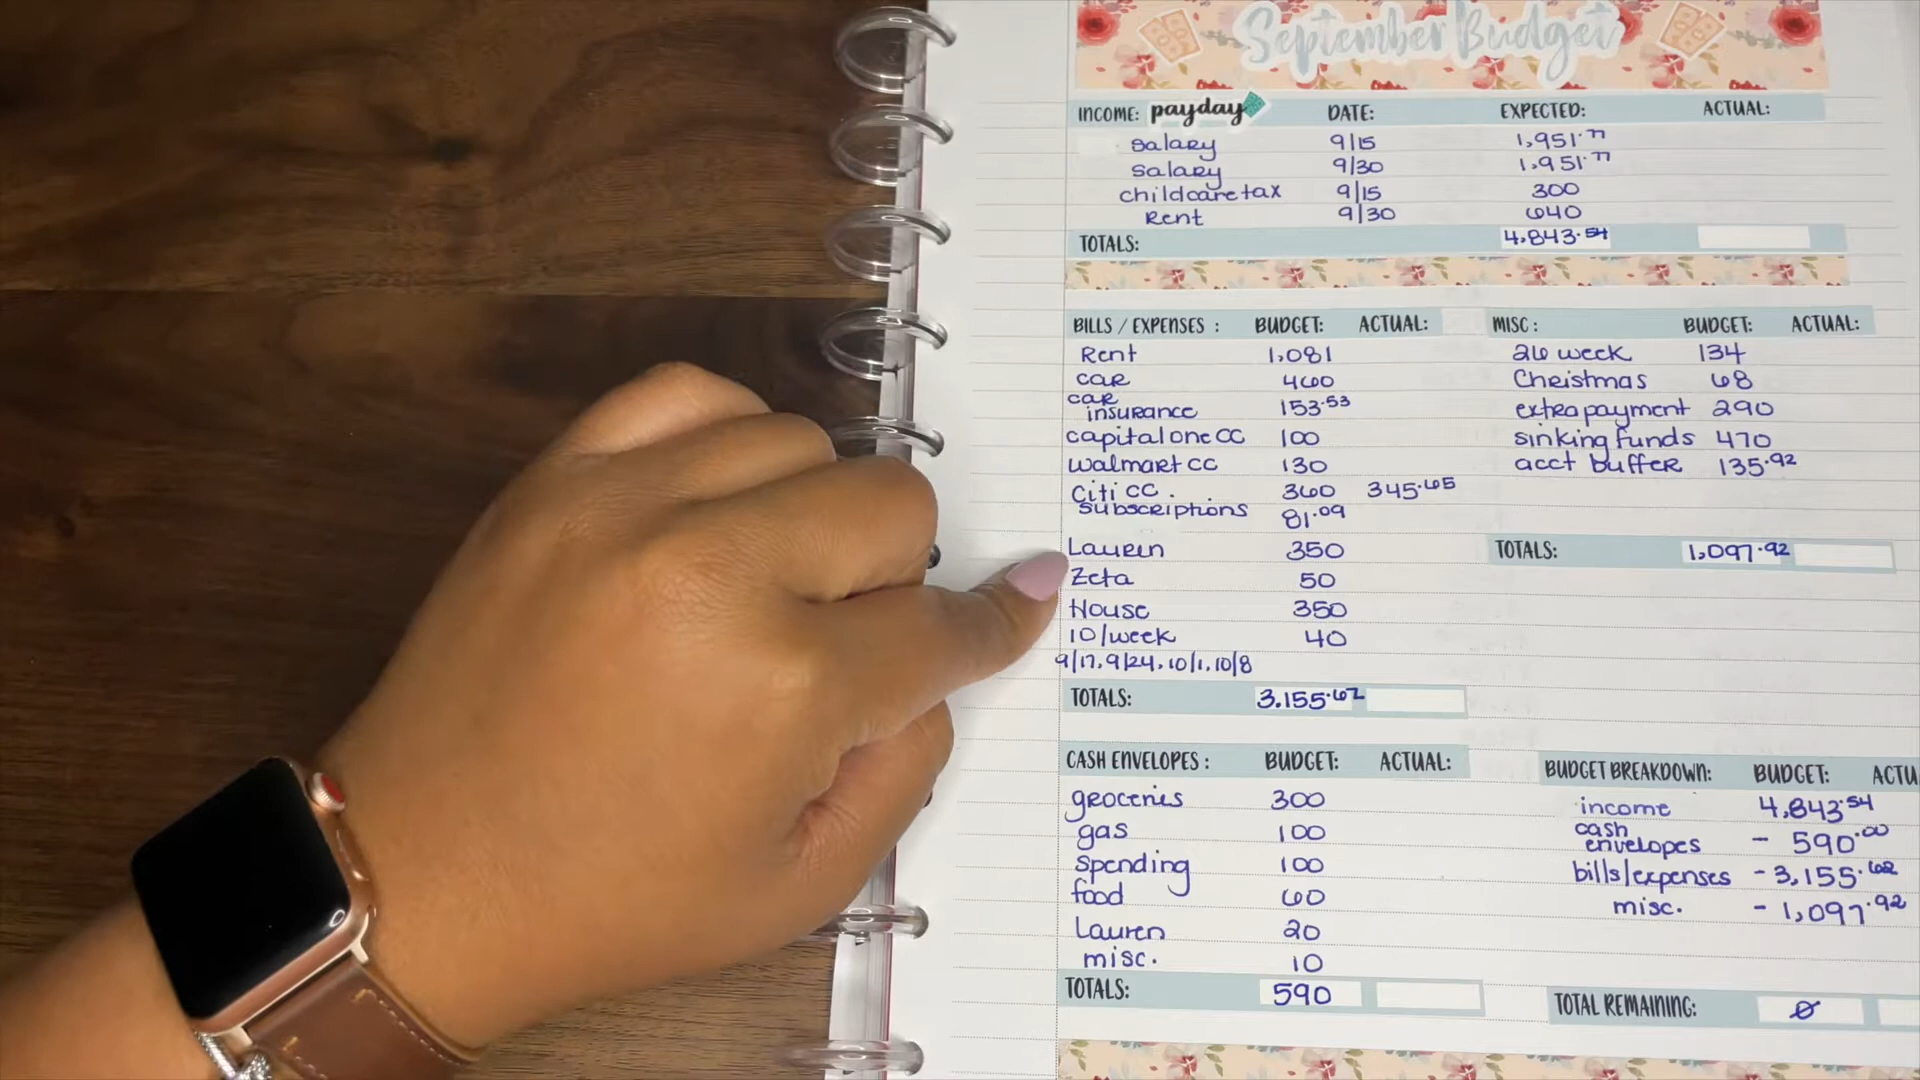 September Budget
INCOME: payday DATE: EXPECTED: ACTUAL:
salary 9/15 1,951.77
salary 9/30 1,951.77
childcare tax 9/15 300
Rent 9/30 640
TOTALS: 4,843.54
BILLS / EXPENSES : BUDGET: ACTUAL:
Rent 1,081
car 460
car
insurance 153.53
capital one CC 100
walmart CC 130
Citi CC. 360 345.65
subscriptions 81.09
Lauren 350
Zeta 50
House 350
10/week 40
9/17, 9/24, 10/1, 10/8
TOTALS: 3,155.62
MISC : BUDGET: ACTUAL:
26 week 134
Christmas 68
extra payment 290
sinking funds 470
acct buffer 135.92
TOTALS: 1,097.92
CASH ENVELOPES : BUDGET: ACTUAL:
groceries 300
gas 100
spending 100
food 60
Lauren 20
misc. 10
TOTALS: 590
BUDGET BREAKDOWN: BUDGET: ACTU
income 4,843.54
cash
envelopes - 590.00
bills/expenses - 3,155.62
misc. - 1,097.92
TOTAL REMAINING: 0